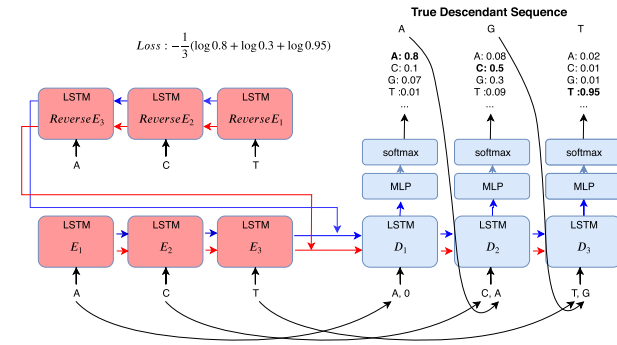 True Descendant Sequence
A G T
Loss : -\frac{1}{3}(log 0.8 + log 0.3 + log 0.95)
A: 0.8 A: 0.08 A: 0.02
C: 0.1 C: 0.5 C: 0.01
G: 0.07 G: 0.3 G: 0.01
T :0.01 T :0.09 T :0.95
... ... ...
LSTM LSTM LSTM
ReverseE₃ ReverseE₂ ReverseE₁
A C T
softmax softmax softmax
MLP MLP MLP
LSTM LSTM LSTM LSTM LSTM LSTM
E₁ E₂ E₃ D₁ D₂ D₃
A C T A, 0 C, A T, G